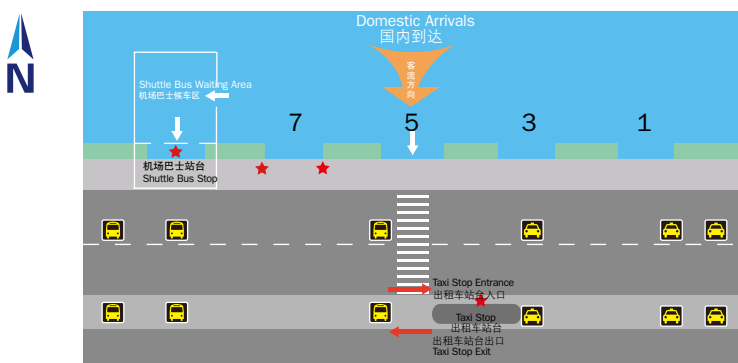 N
Domestic Arrivals
国内到达
客流方向
Shuttle Bus Waiting Area
机场巴士候车区
7
5
3
1
机场巴士站台
Shuttle Bus Stop
Taxi Stop Entrance
出租车站台入口
Taxi Stop
出租车站台
出租车站台出口
Taxi Stop Exit